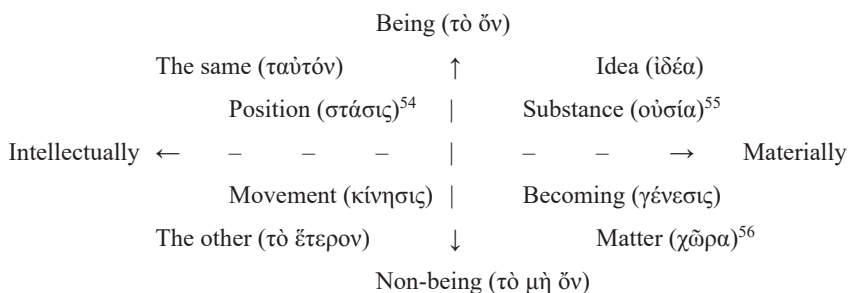 Being (τὸ ὄν)
The same (ταὐτόν) ↑ Idea (ἰδέα)
Position (στάσις)54 | Substance (οὐσία)55
Intellectually ← – – – | – – → Materially
Movement (κίνησις) | Becoming (γένεσις)
The other (τὸ ἕτερον) ↓ Matter (χῶρα)56
Non-being (τὸ μὴ ὄν)